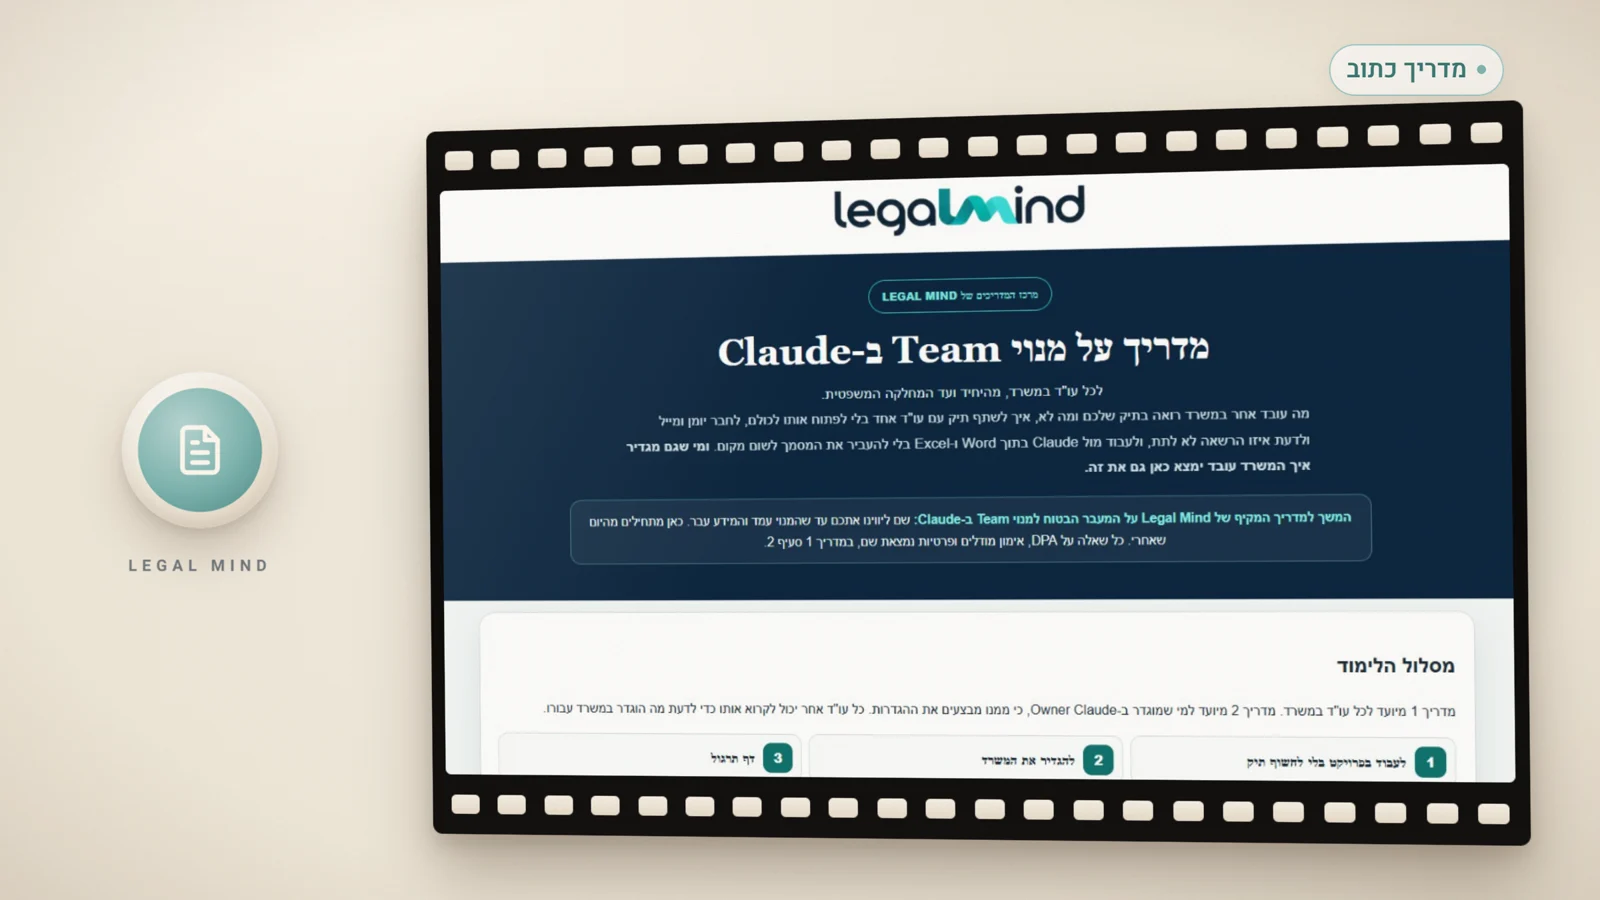 מדריך כתוב
legalmind
מרכז המדריכים של LEGAL MIND
מדריך על מנוי Team ב-Claude
לכל עו"ד במשרד, מהיחיד ועד המחלקה המשפטית.
מה עובד אחר במשרד רואה בתיק שלכם ומה לא, איך לשתף תיק עם עו"ד אחד בלי לפתוח אותו לכולם, לחבר יומן ומייל
ולדעת איזו הרשאה לא לתת, ולעבוד מול Claude בתוך Word ו-Excel בלי להעביר את המסמך לשום מקום. ומי שגם מגדיר
איך המשרד עובד ימצא כאן גם את זה.
המשך למדריך המקיף של Legal Mind על המעבר הבטוח למנוי Team ב-Claude: שם ליווינו אתכם עד שהמנוי עמד והמידע עבר. כאן מתחילים מהיום
שאחרי. כל שאלה על DPA, אימון מודלים ופרטיות נמצאת שם, במדריך 1 סעיף 2.
מסלול הלימוד
מדריך 1 מיועד לכל עו"ד במשרד. מדריך 2 מיועד למי שמוגדר ב-Owner Claude, כי ממנו מבצעים את ההגדרות. כל עו"ד אחר יכול לקרוא אותו כדי לדעת מה הוגדר במשרד עבורו.
1 לעבוד בפרויקט בלי לחשוף תיק
2 להגדיר את המשרד
3 דף תרגול
LEGAL MIND